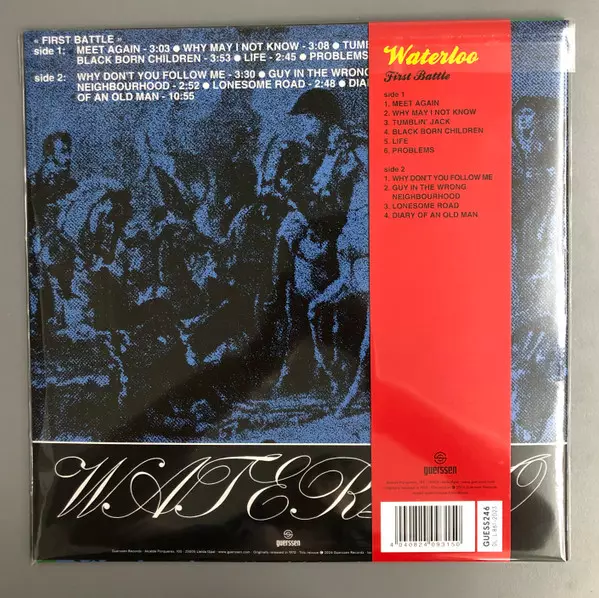 « FIRST BATTLE »
side 1: MEET AGAIN - 3:03 ● WHY MAY I NOT KNOW - 3:08 ●
BLACK BORN CHILDREN - 3:53 ● LIFE - 2:45 ● PROBLEMS
side 2: WHY DON'T YOU FOLLOW ME - 3:30 ● GUY IN THE WRONG
NEIGHBOURHOOD - 2:52 ● LONESOME ROAD - 2:48 ●
OF AN OLD MAN - 10:55
Waterloo
First Battle
side 1
1. MEET AGAIN
2. WHY MAY I NOT KNOW
3. TUMBLIN' JACK
4. BLACK BORN CHILDREN
5. LIFE
6. PROBLEMS
side 2
1. WHY DON'T YOU FOLLOW ME
2. GUY IN THE WRONG
NEIGHBOURHOOD
3. LONESOME ROAD
4. DIARY OF AN OLD MAN
guerssen
WATER
guerssen
GUESS246
4040824093150